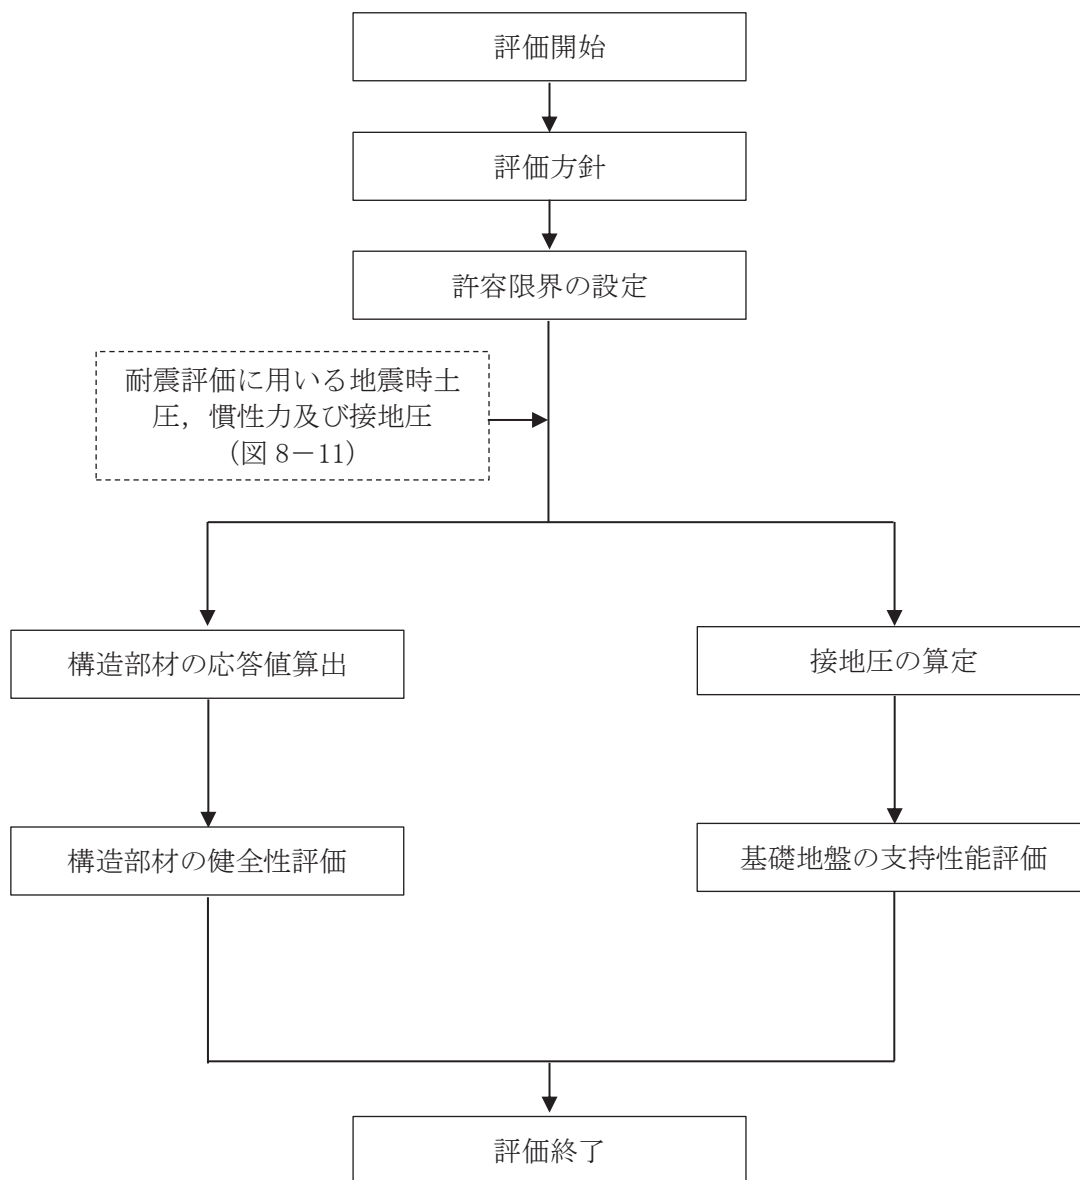 評価開始
評価方針
許容限界の設定
耐震評価に用いる地震時土
圧，慣性力及び接地圧
（図 8－11）
構造部材の応答値算出
接地圧の算定
構造部材の健全性評価
基礎地盤の支持性能評価
評価終了